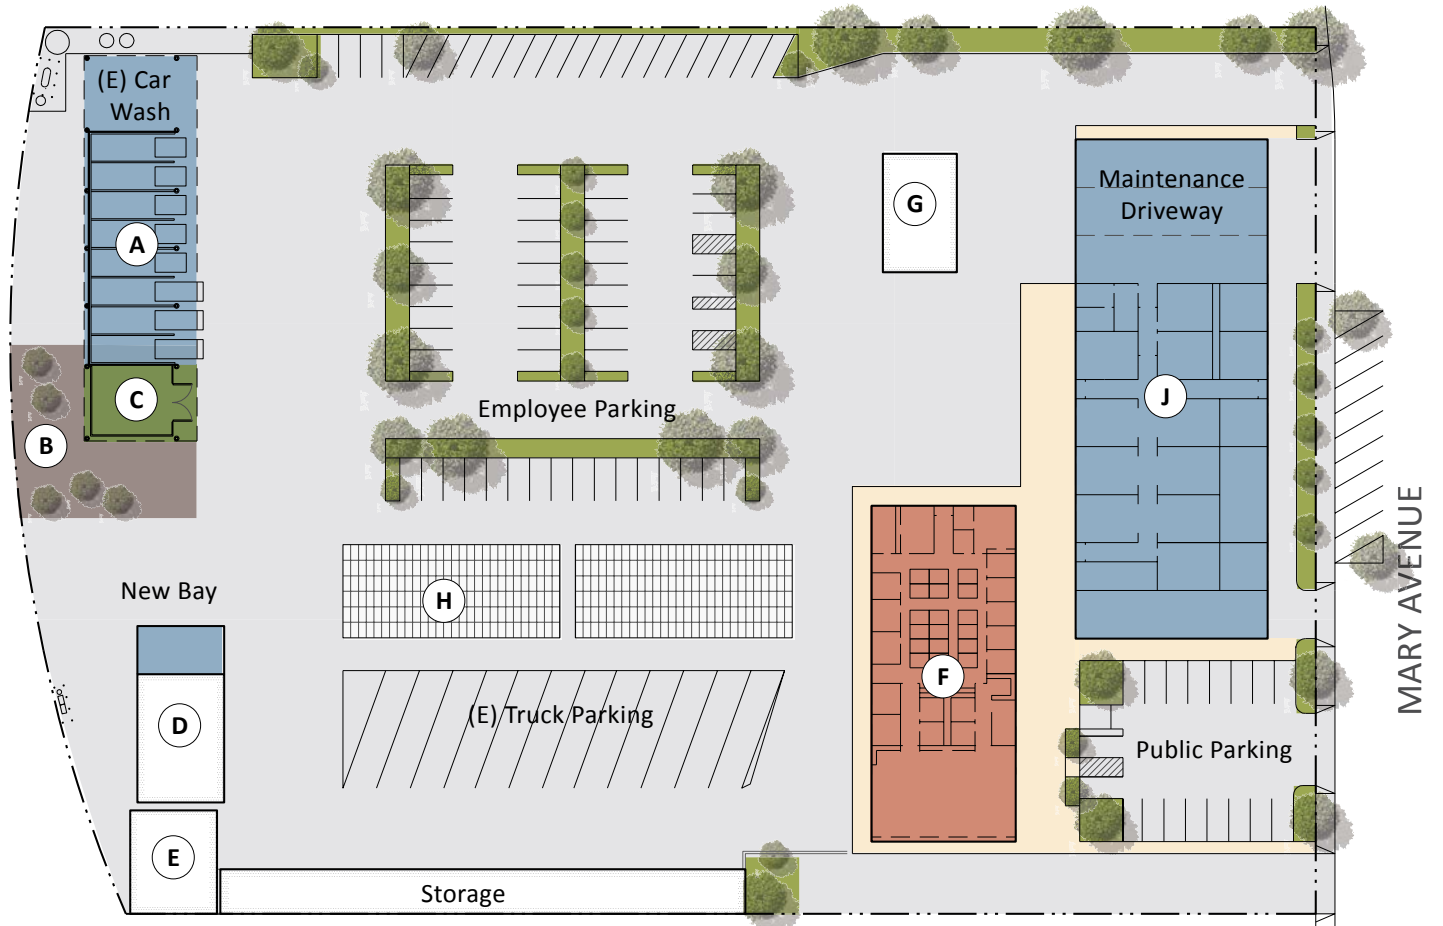 (E) Car
Wash
A
B
C
Employee Parking
G
Maintenance
Driveway
J
MARY AVENUE
New Bay
H
D
(E) Truck Parking
F
Public Parking
E
Storage